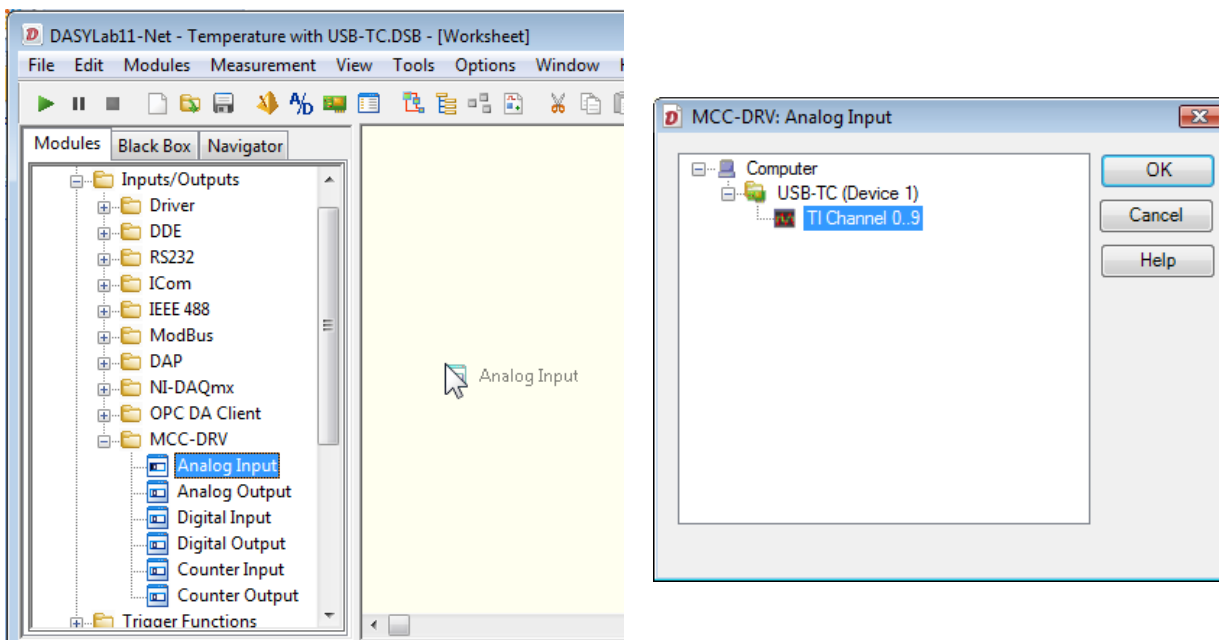 DASYLab11-Net - Temperature with USB-TC.DSB - [Worksheet]
File Edit Modules Measurement View Tools Options Window
Modules Black Box Navigator
Inputs/Outputs
Driver
DDE
RS232
ICom
IEEE 488
ModBus
DAP
NI-DAQmx
OPC DA Client
MCC-DRV
Analog Input
Analog Output
Digital Input
Digital Output
Counter Input
Counter Output
Trigger Functions
Analog Input
MCC-DRV: Analog Input
Computer
USB-TC (Device 1)
TI Channel 0..9
OK
Cancel
Help